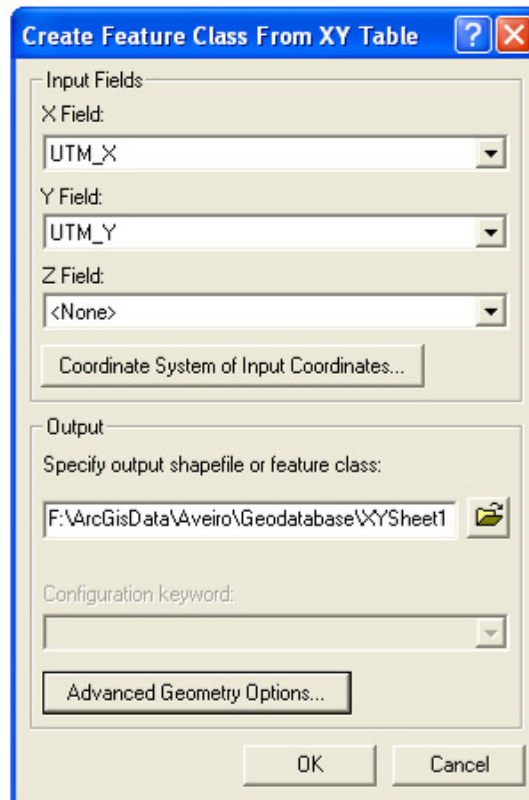 Create Feature Class From XY Table
Input Fields
X Field:
UTM_X
Y Field:
UTM_Y
Z Field:
<None>
Coordinate System of Input Coordinates...
Output
Specify output shapefile or feature class:
F:\ArcGisData\Aveiro\Geodatabase\XYSheet1
Configuration keyword:
Advanced Geometry Options...
OK Cancel